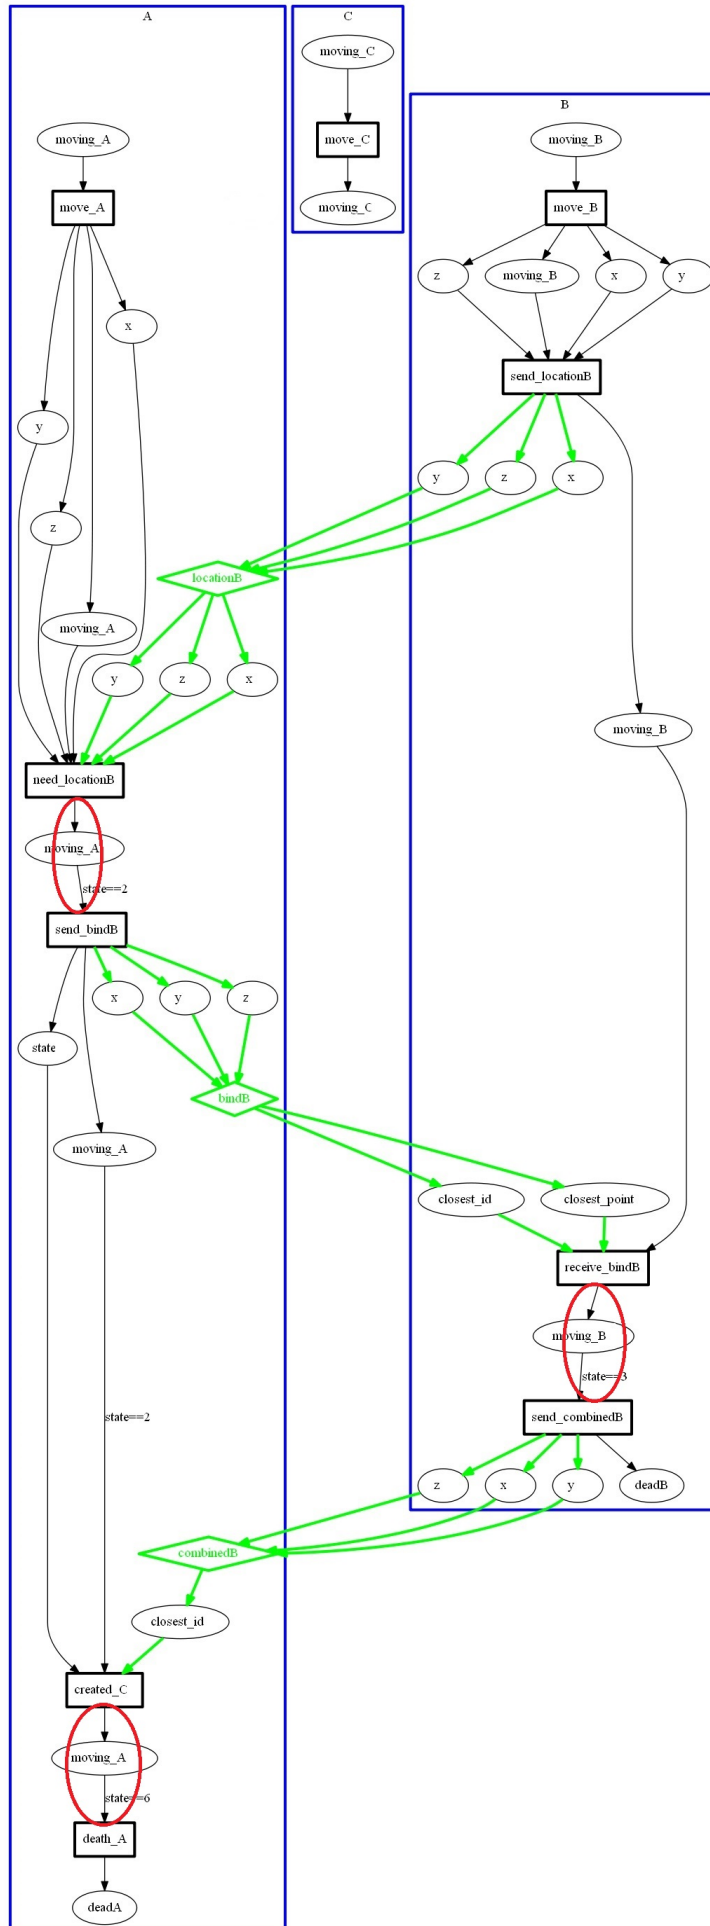 A
C
moving_C
B
moving_A
move_C
moving_B
move_A
moving_C
move_B
z
moving_B
x
y
x
send_locationB
y
y
z
x
z
locationB
moving_A
y
z
x
moving_B
need_locationB
moving_A
state==2
send_bindB
x
y
z
state
bindB
moving_A
closest_id
closest_point
receive_bindB
moving_B
state==3
state==2
send_combinedB
z
x
y
deadB
combinedB
closest_id
created_C
moving_A
state==6
death_A
deadA